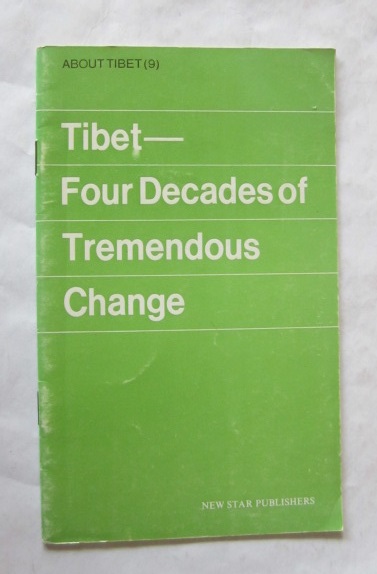 ABOUT TIBET (9)
Tibet—
Four Decades of
Tremendous
Change
NEW STAR PUBLISHERS